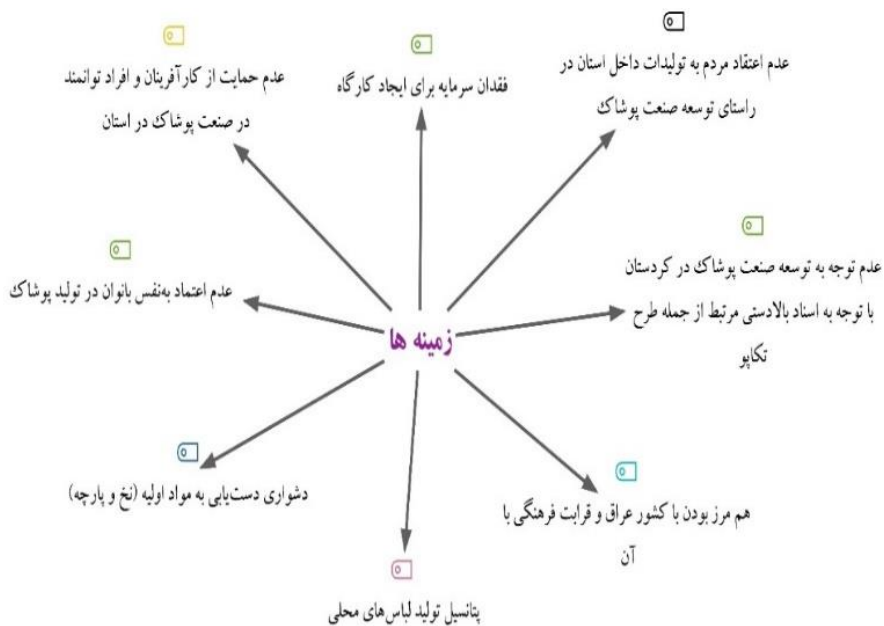 عدم اعتقاد مردم به تولیدات داخل استان در
راستای توسعه صنعت پوشاک
فقدان سرمایه برای ایجاد کارگاه
عدم حمایت از کارآفرینان و افراد توانمند
در صنعت پوشاک در استان
عدم توجه به توسعه صنعت پوشاک در کردستان
با توجه به اسناد بالادستی مرتبط از جمله طرح
تکاپو
عدم اعتماد به‌نفس بانوان در تولید پوشاک
زمینه ها
هم مرز بودن با کشور عراق و قرابت فرهنگی با
آن
دشواری دست‌یابی به مواد اولیه (نخ و پارچه)
پتانسیل تولید لباس‌های محلی